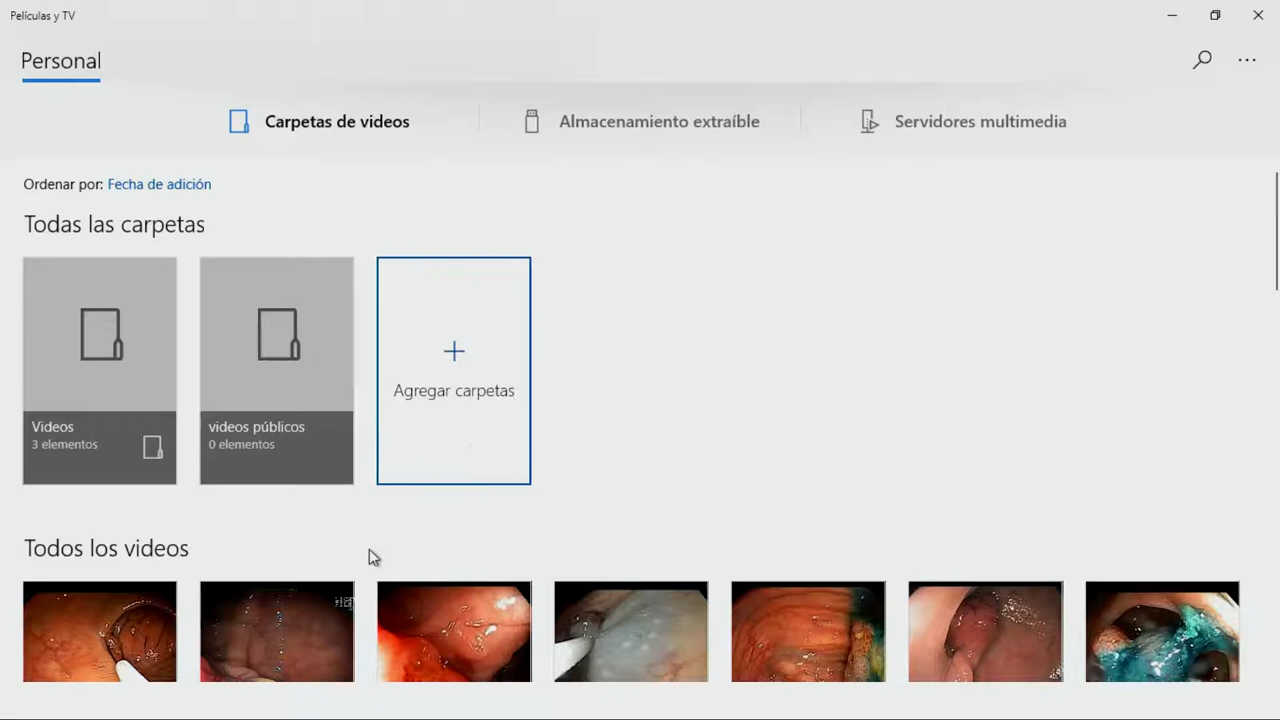 Películas y TV
Personal
Carpetas de videos
Almacenamiento extraíble
Servidores multimedia
Ordenar por: Fecha de adición
Todas las carpetas
Videos
3 elementos
videos públicos
0 elementos
Agregar carpetas
Todos los videos